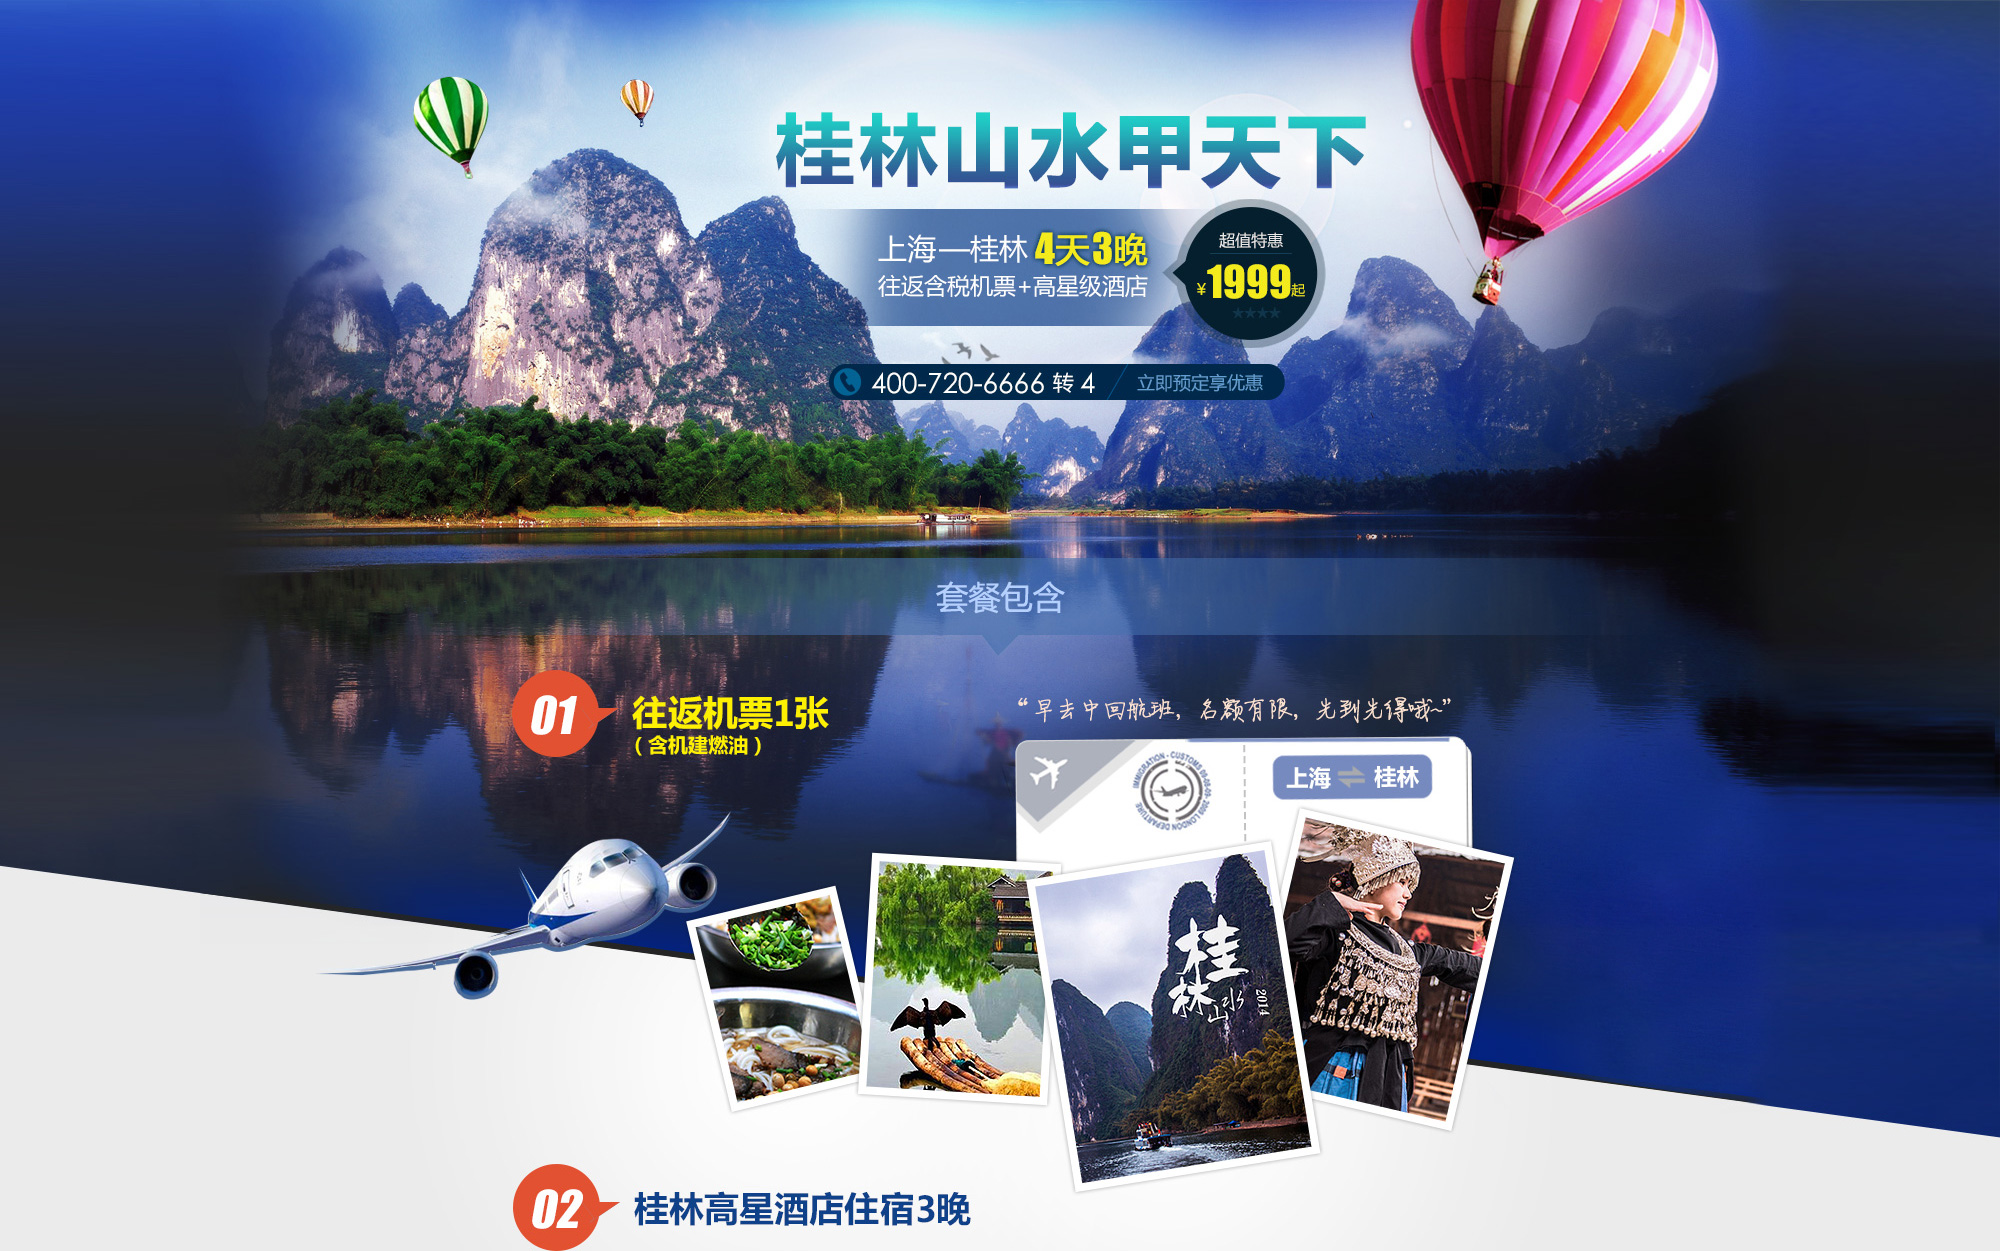 桂林山水甲天下
上海—桂林 4天3晚
往返含税机票+高星级酒店
超值特惠
¥1999起
400-720-6666 转 4
立即预定享优惠
套餐包含
01
往返机票1张
（含机建燃油）
“早去中回航班，名额有限，先到先得哦~”
IMMIGRATION - CUSTOMS
LONDON DEPARTURE
上海
桂林
桂林山水
2014
02
桂林高星酒店住宿3晚